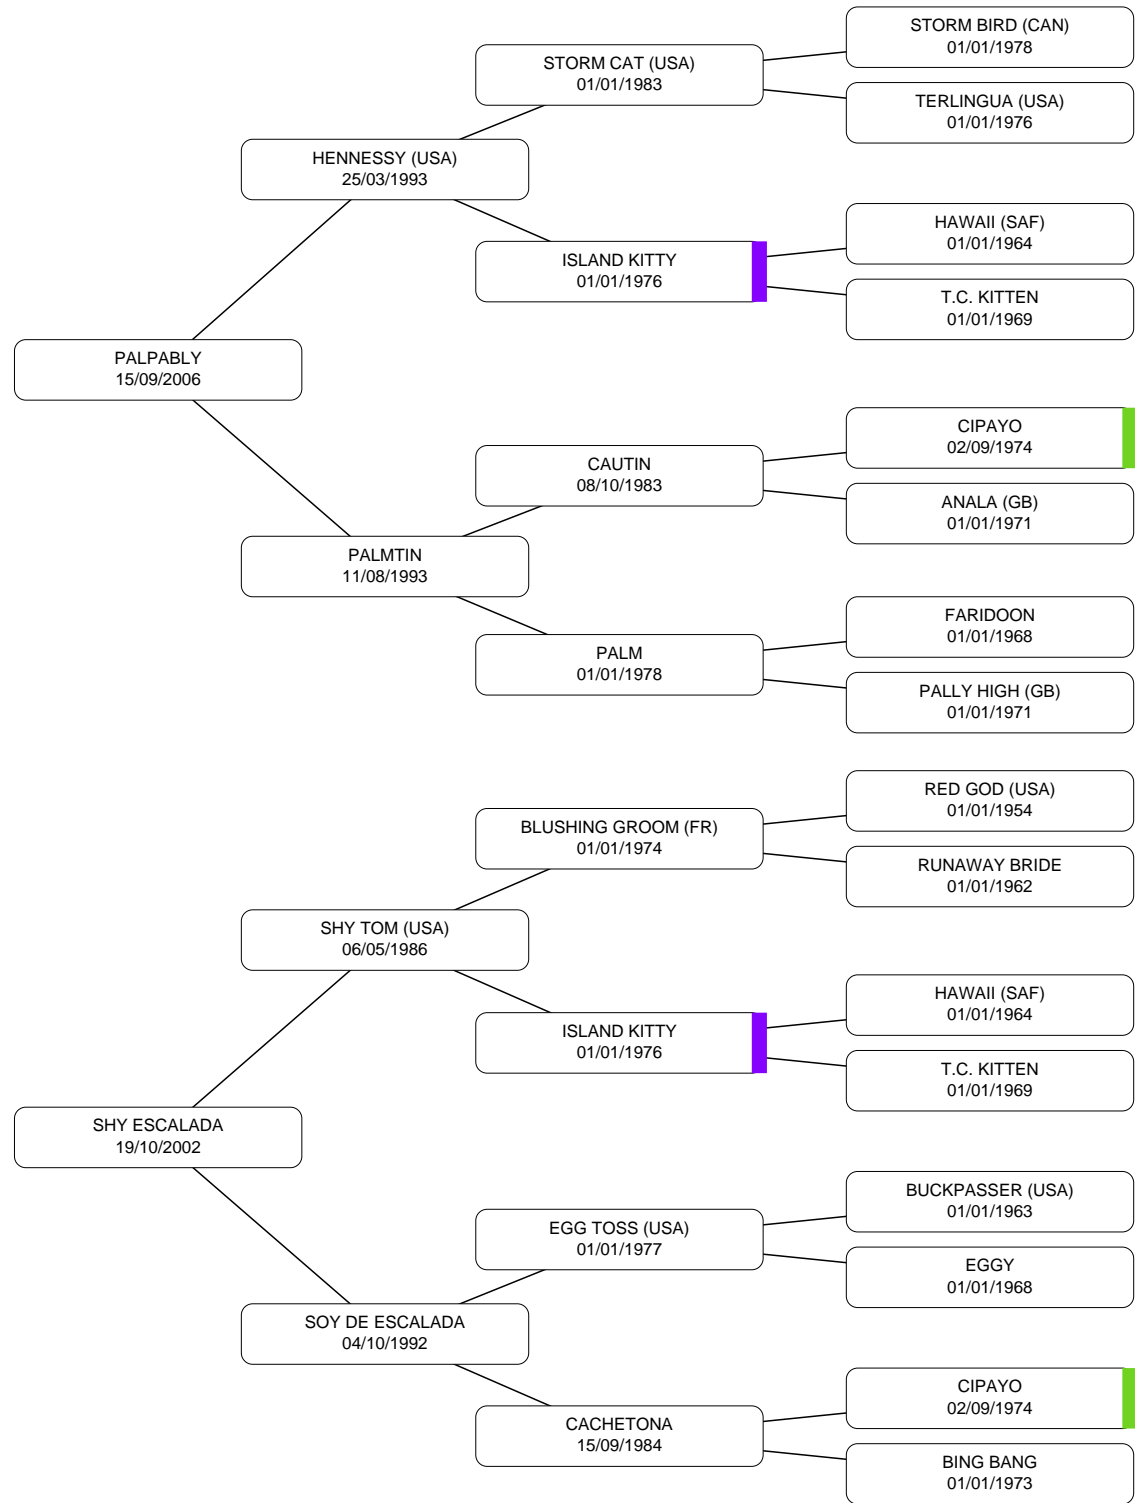 STORM BIRD (CAN)
01/01/1978
STORM CAT (USA)
01/01/1983
TERLINGUA (USA)
01/01/1976
HENNESSY (USA)
25/03/1993
HAWAII (SAF)
01/01/1964
ISLAND KITTY
01/01/1976
T.C. KITTEN
01/01/1969
PALPABLY
15/09/2006
CIPAYO
02/09/1974
CAUTIN
08/10/1983
ANALA (GB)
01/01/1971
PALMTIN
11/08/1993
FARIDOON
01/01/1968
PALM
01/01/1978
PALLY HIGH (GB)
01/01/1971
RED GOD (USA)
01/01/1954
BLUSHING GROOM (FR)
01/01/1974
RUNAWAY BRIDE
01/01/1962
SHY TOM (USA)
06/05/1986
HAWAII (SAF)
01/01/1964
ISLAND KITTY
01/01/1976
T.C. KITTEN
01/01/1969
SHY ESCALADA
19/10/2002
BUCKPASSER (USA)
01/01/1963
EGG TOSS (USA)
01/01/1977
EGGY
01/01/1968
SOY DE ESCALADA
04/10/1992
CIPAYO
02/09/1974
CACHETONA
15/09/1984
BING BANG
01/01/1973